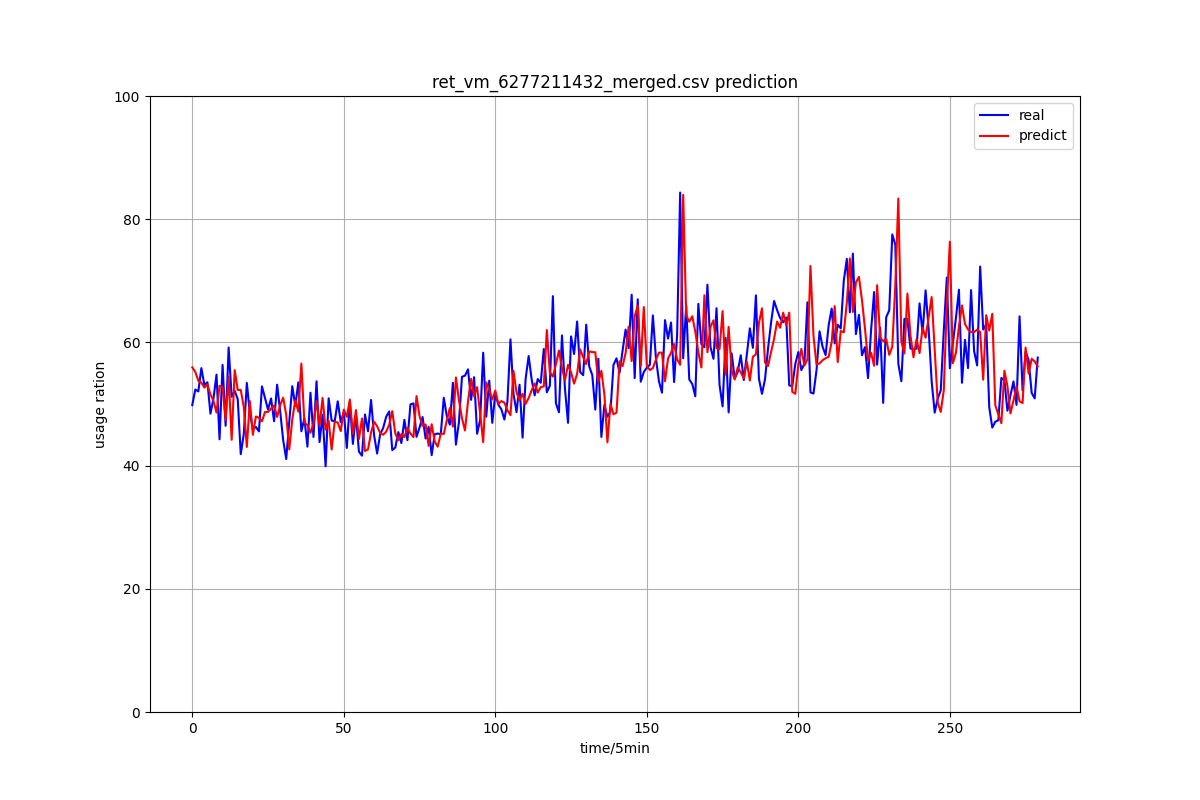 ret_vm_6277211432_merged.csv prediction
100
80
60
40
20
0
usage ration
real
predict
0 50 100 150 200 250
time/5min